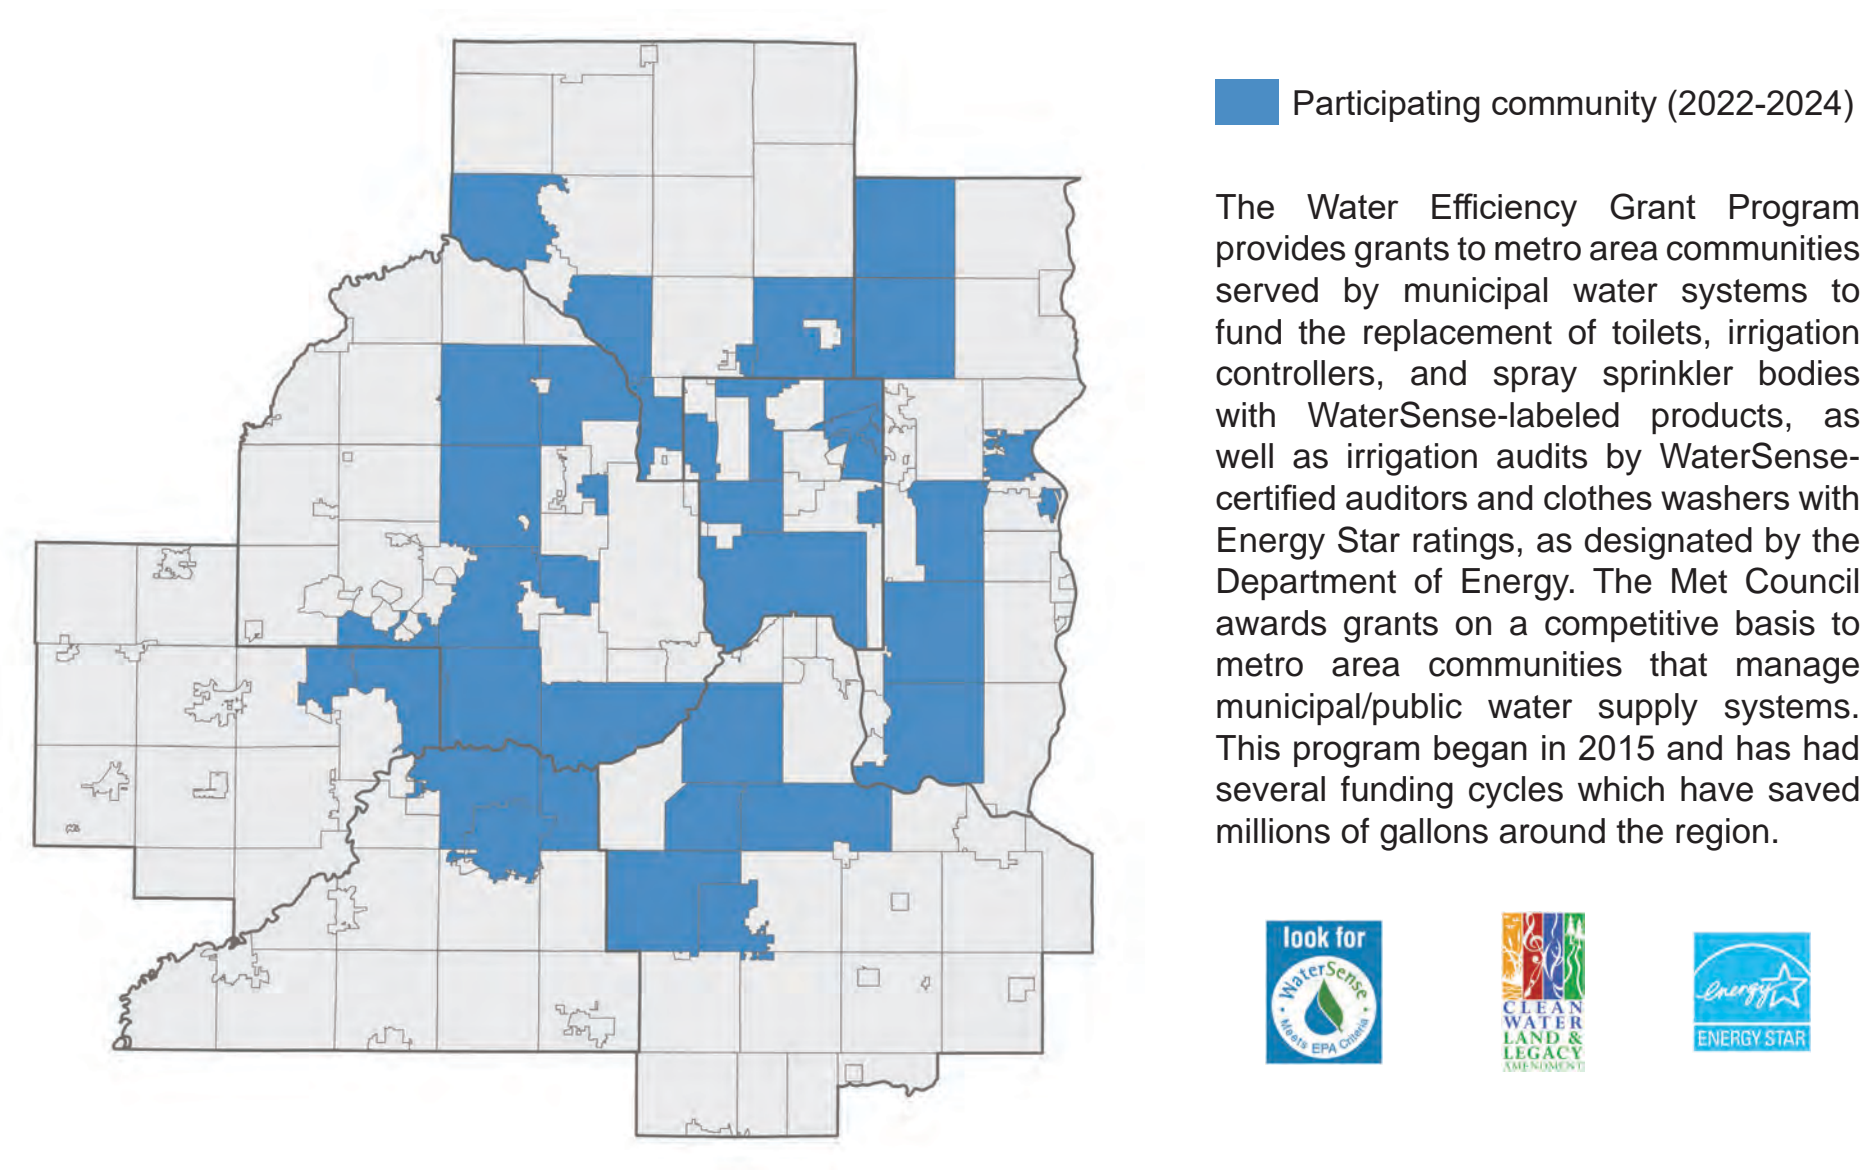 Participating community (2022-2024)
The Water Efficiency Grant Program
provides grants to metro area communities
served by municipal water systems to
fund the replacement of toilets, irrigation
controllers, and spray sprinkler bodies
with WaterSense-labeled products, as
well as irrigation audits by WaterSense-
certified auditors and clothes washers with
Energy Star ratings, as designated by the
Department of Energy. The Met Council
awards grants on a competitive basis to
metro area communities that manage
municipal/public water supply systems.
This program began in 2015 and has had
several funding cycles which have saved
millions of gallons around the region.
look for
WaterSense
Meets EPA Criteria
CLEAN
WATER
LAND &
LEGACY
AMENDMENT
energy
ENERGY STAR